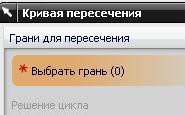 Кривая пересечения
Грани для пересечения
* Выбрать грань (0)
Решение цикла